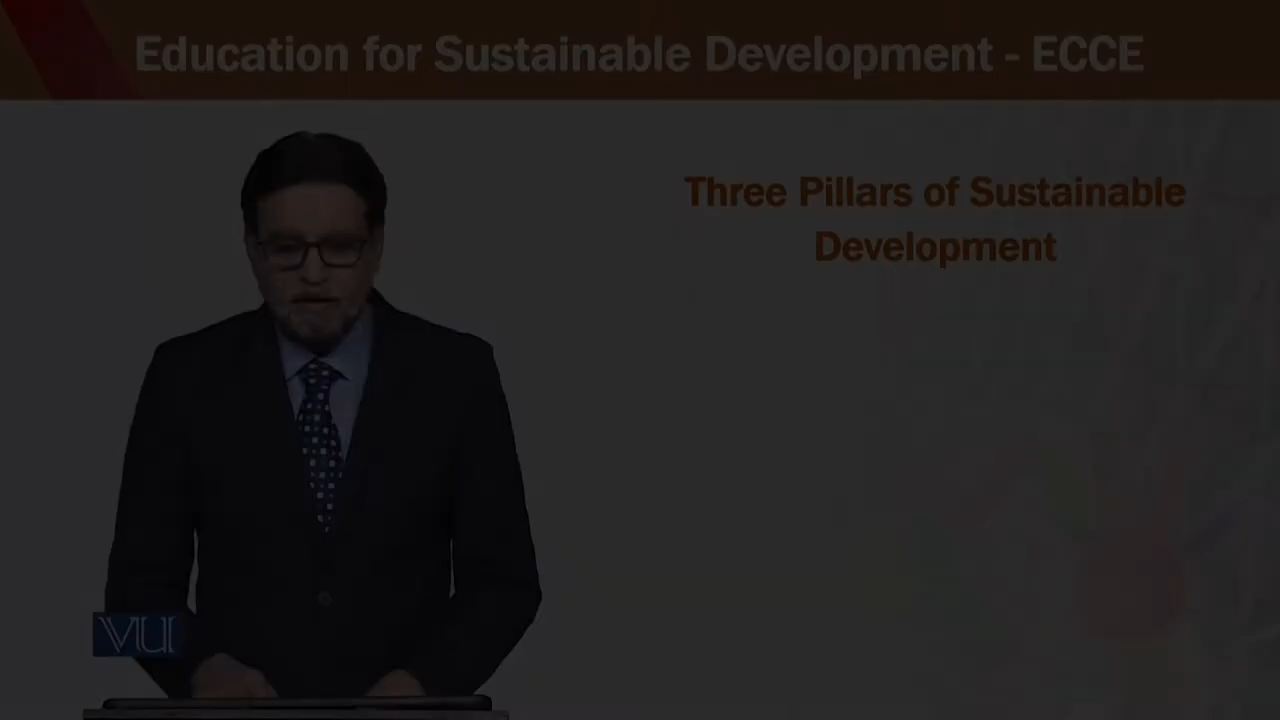 Education for Sustainable Development - ECCE
Three Pillars of Sustainable
Development
VU